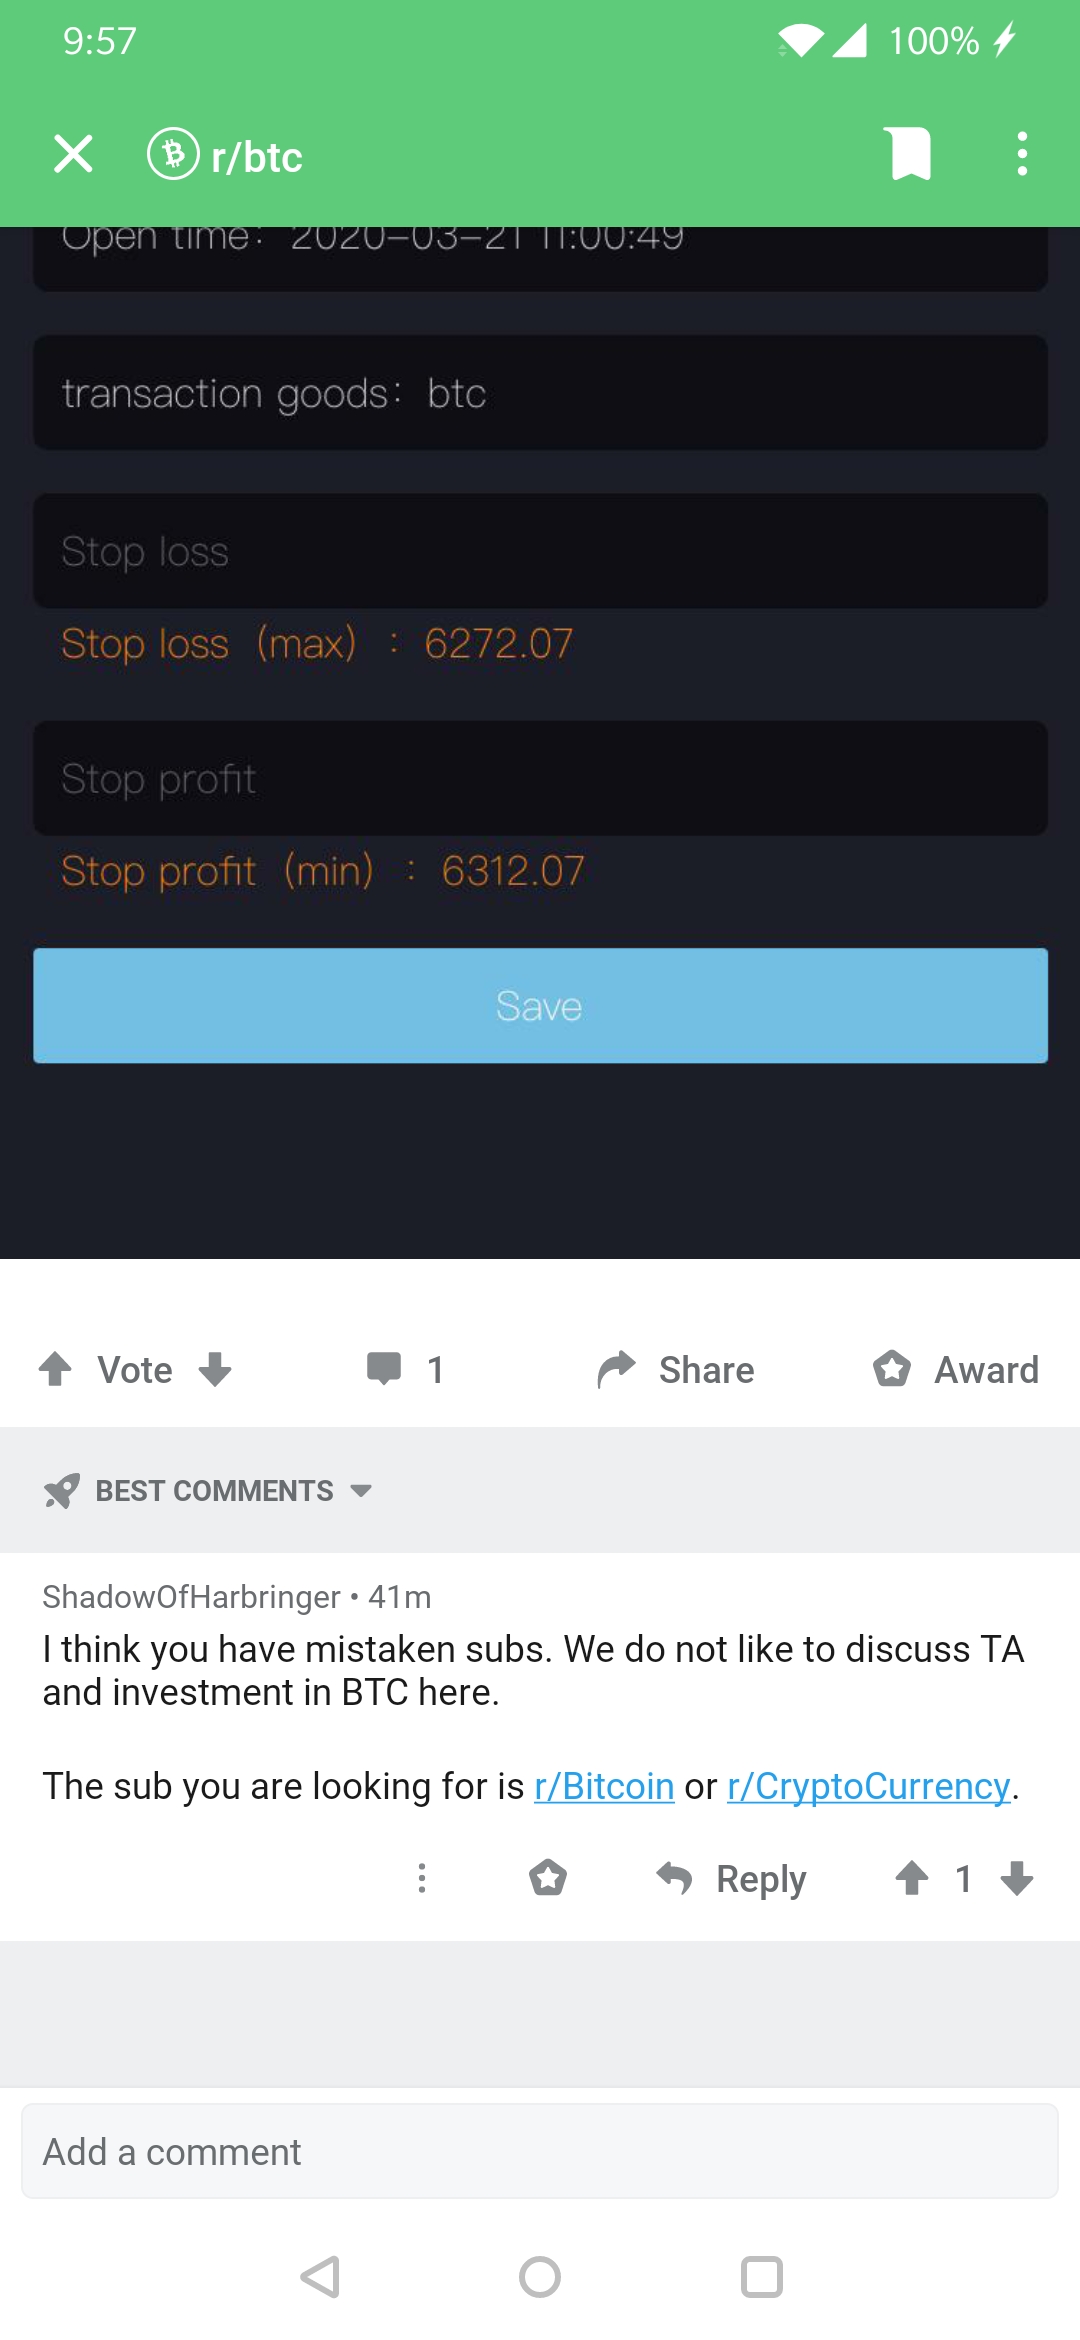 9:57
100%
r/btc
Open time： 2020-03-21 11:00:49
transaction goods： btc
Stop loss
Stop loss （max） : 6272.07
Stop profit
Stop profit （min） : 6312.07
Save
Vote
1
Share
Award
BEST COMMENTS
ShadowOfHarbringer • 41m
I think you have mistaken subs. We do not like to discuss TA
and investment in BTC here.
The sub you are looking for is r/Bitcoin or r/CryptoCurrency.
Reply
1
Add a comment